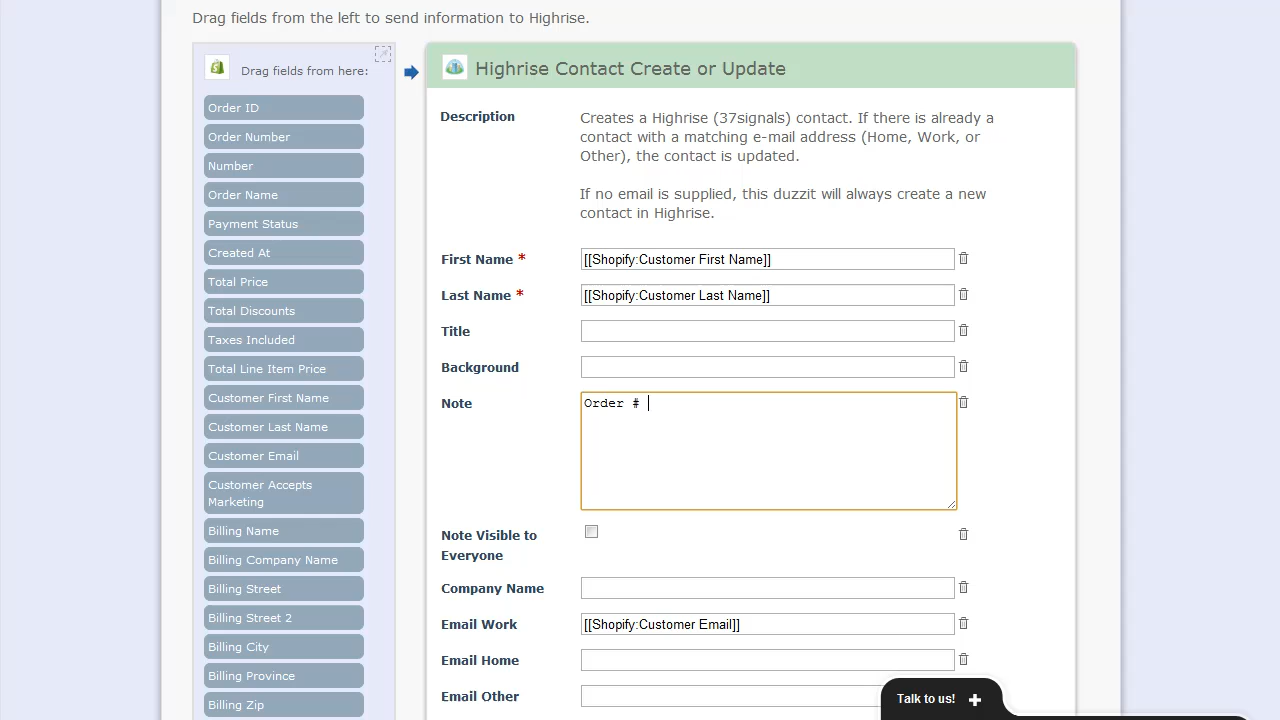 Drag fields from the left to send information to Highrise.
Drag fields from here:
Order ID
Order Number
Number
Order Name
Payment Status
Created At
Total Price
Total Discounts
Taxes Included
Total Line Item Price
Customer First Name
Customer Last Name
Customer Email
Customer Accepts
Marketing
Billing Name
Billing Company Name
Billing Street
Billing Street 2
Billing City
Billing Province
Billing Zip
Highrise Contact Create or Update
Description
Creates a Highrise (37signals) contact. If there is already a
contact with a matching e-mail address (Home, Work, or
Other), the contact is updated.
If no email is supplied, this duzzit will always create a new
contact in Highrise.
First Name *
[[Shopify:Customer First Name]]
Last Name *
[[Shopify:Customer Last Name]]
Title
Background
Note
Order #
Note Visible to
Everyone
Company Name
Email Work
[[Shopify:Customer Email]]
Email Home
Email Other
Talk to us! +